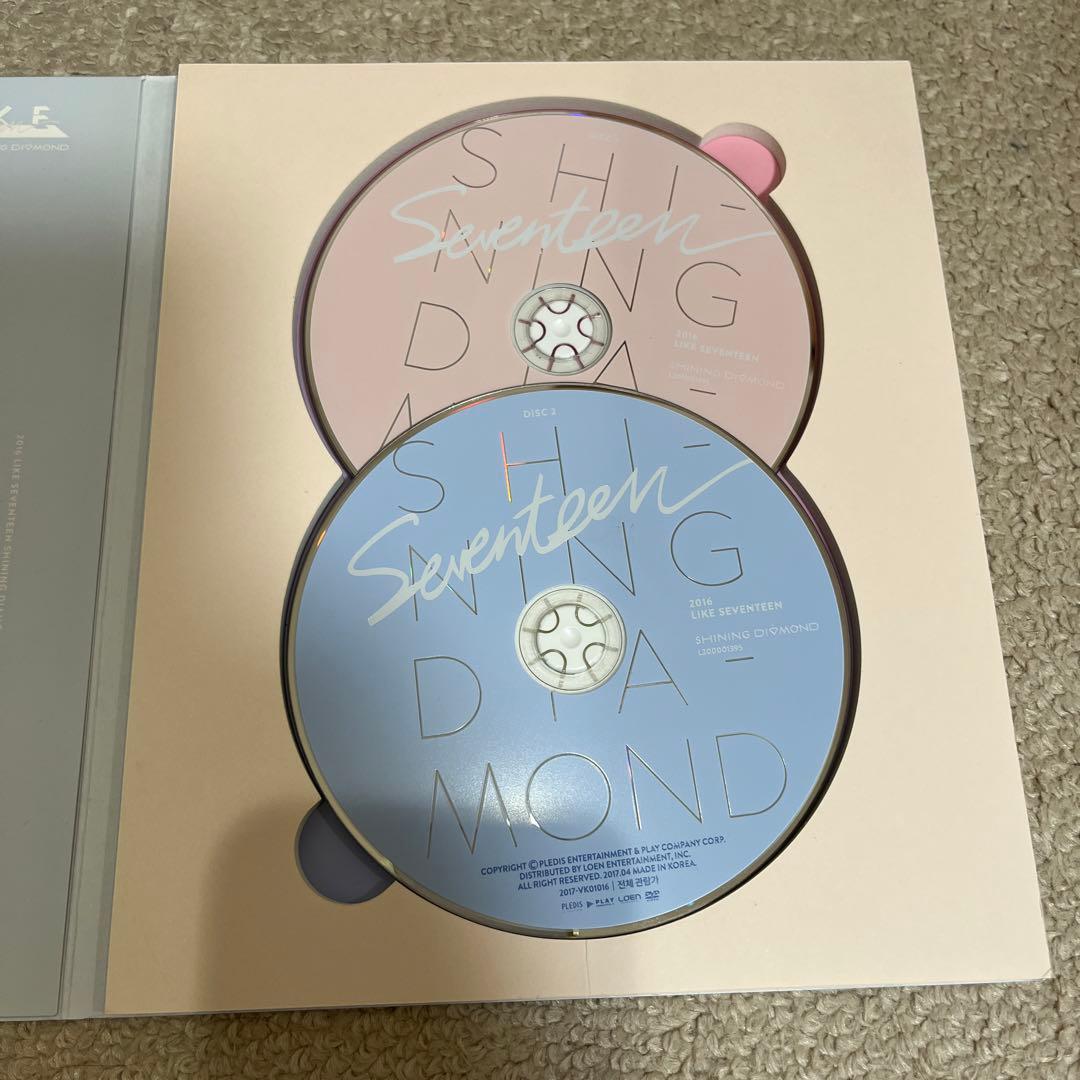 KE
NG DIAMOND
2016 LIKE SEVENTEEN SHINING
SHI-
NING
DIA-
Seventeen
2016
LIKE SEVENTEEN
SHINING DIAMOND
DISC 2
SHI-
NING
DIA-
MOND
Seventeen
2016
LIKE SEVENTEEN
SHINING DIAMOND
L200001395
COPYRIGHT Ⓒ PLEDIS ENTERTAINMENT & PLAY COMPANY CORP.
DISTRIBUTED BY LOEN ENTERTAINMENT, INC.
ALL RIGHT RESERVED. 2017.04 MADE IN KOREA.
2017-VK01016 | 전체 관람가
PLEDIS PLAY LOEN DVD